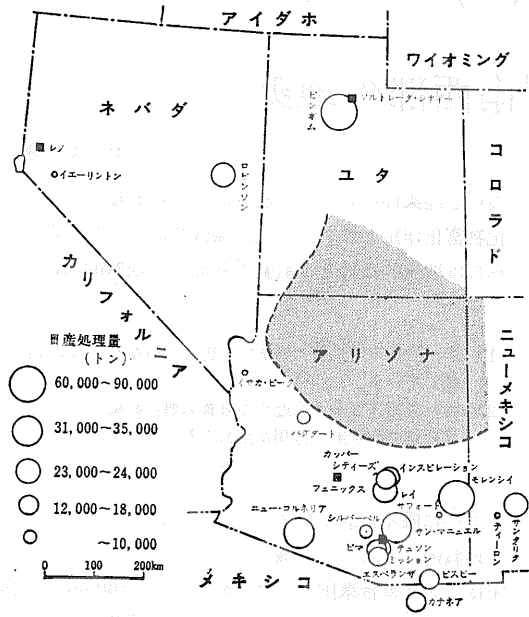 アイダホ
ワイオミング
ネバダ
ビンガム
ソルトレーク・シティー
レノ
イエーリントン
ロビンソン
ユタ
コロラド
カリフォルニア
アリゾナ
ニューメキシコ
日産処理量
(トン)
60,000～90,000
31,000～35,000
23,000～24,000
12,000～18,000
～10,000
0 100 200km
イサカ・ピーク
バグダート
カッパー
シティーズ
インスピレーション
フェニックス
レイ
モレンシイ
サフォード
ニュー・コルネリア
シルバーベル
サン・マニュエル
ティーロン
サンタリタ
ピマ
チュソン
ミッション
エスペランザ
ビスビー
カナネア
メキシコ